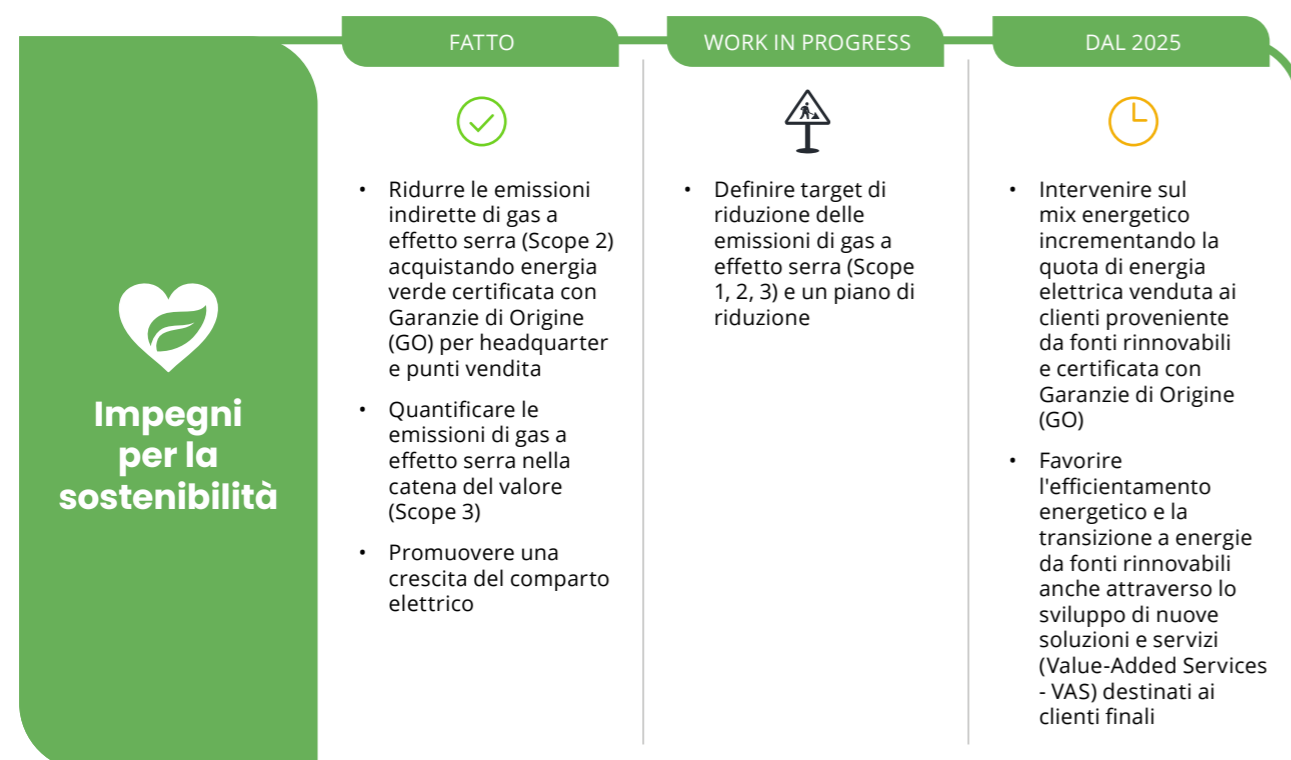 Impegni
per la
sostenibilità
FATTO
• Ridurre le emissioni
indirette di gas a
effetto serra (Scope 2)
acquistando energia
verde certificata con
Garanzie di Origine
(GO) per headquarter
e punti vendita
• Quantificare le
emissioni di gas a
effetto serra nella
catena del valore
(Scope 3)
• Promuovere una
crescita del comparto
elettrico
WORK IN PROGRESS
• Definire target di
riduzione delle
emissioni di gas a
effetto serra (Scope
1, 2, 3) e un piano di
riduzione
DAL 2025
• Intervenire sul
mix energetico
incrementando la
quota di energia
elettrica venduta ai
clienti proveniente
da fonti rinnovabili
e certificata con
Garanzie di Origine
(GO)
• Favorire
l'efficientamento
energetico e la
transizione a energie
da fonti rinnovabili
anche attraverso lo
sviluppo di nuove
soluzioni e servizi
(Value-Added Services
- VAS) destinati ai
clienti finali